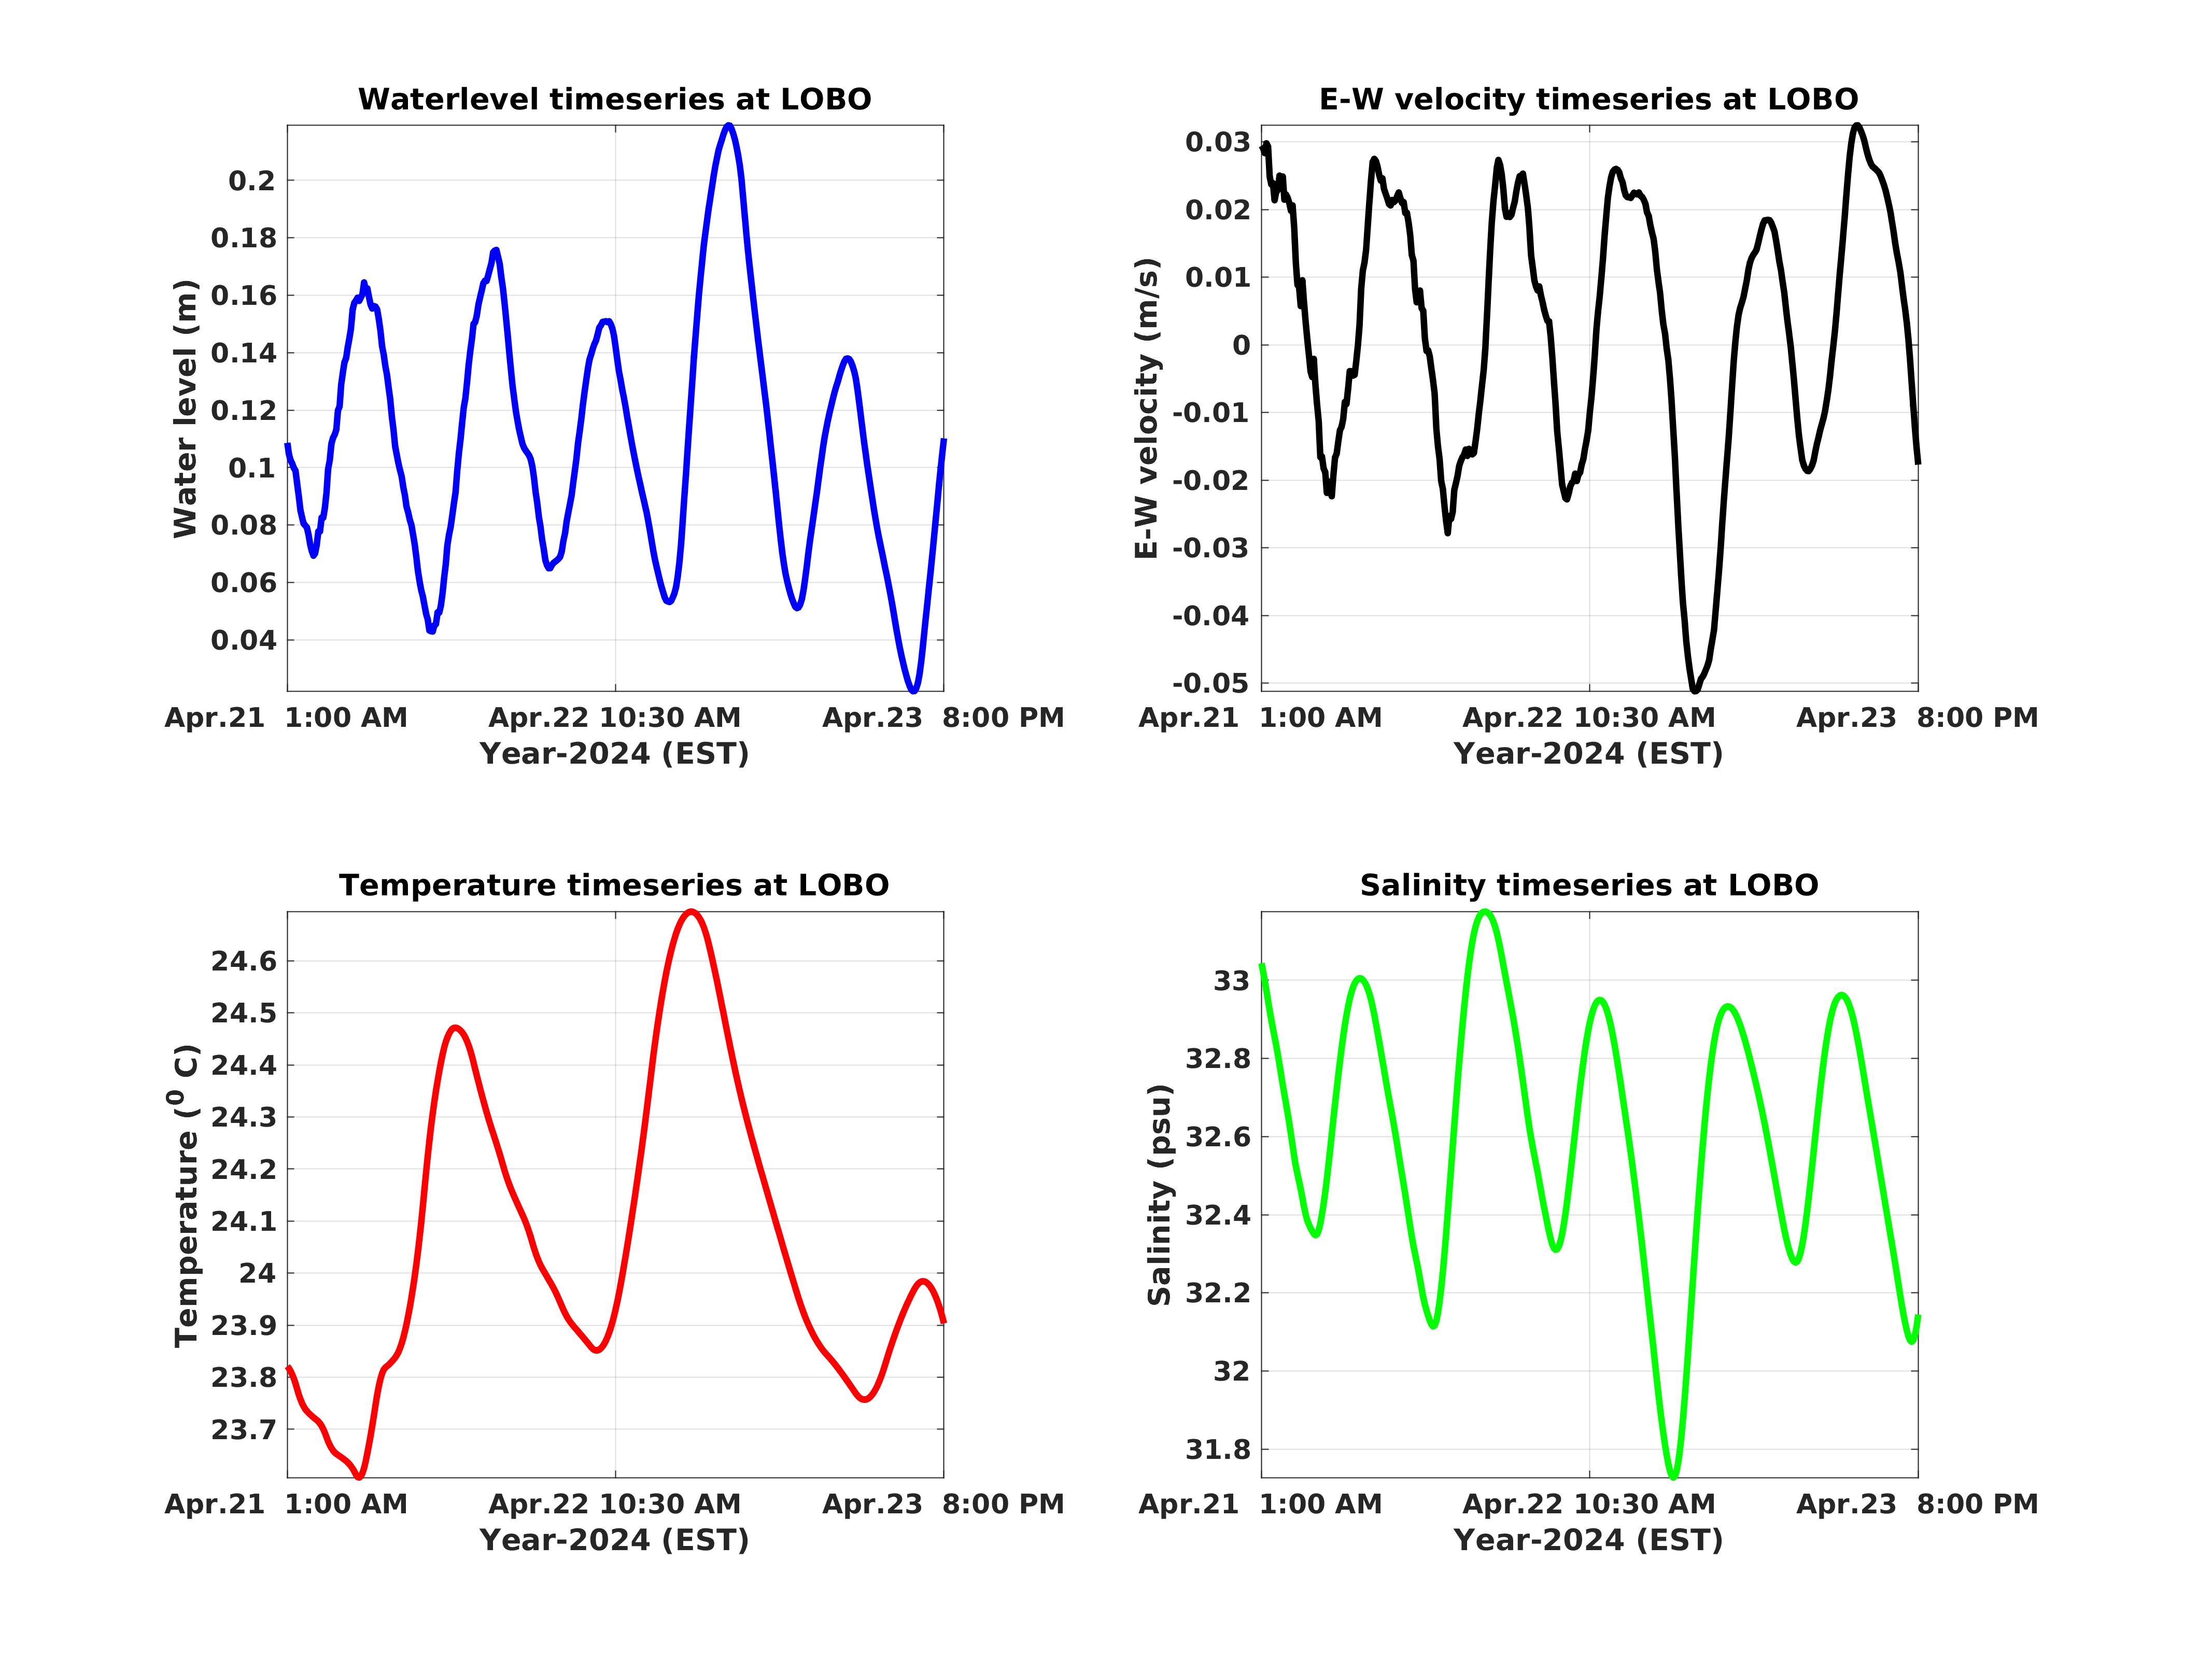 Waterlevel timeseries at LOBO
0.2
0.18
0.16
0.14
0.12
0.1
0.08
0.06
0.04
Water level (m)
Apr.21 1:00 AM Apr.22 10:30 AM Apr.23 8:00 PM
Year-2024 (EST)
E-W velocity timeseries at LOBO
0.03
0.02
0.01
0
-0.01
-0.02
-0.03
-0.04
-0.05
E-W velocity (m/s)
Apr.21 1:00 AM Apr.22 10:30 AM Apr.23 8:00 PM
Year-2024 (EST)
Temperature timeseries at LOBO
24.6
24.5
24.4
24.3
24.2
24.1
24
23.9
23.8
23.7
Temperature (⁰ C)
Apr.21 1:00 AM Apr.22 10:30 AM Apr.23 8:00 PM
Year-2024 (EST)
Salinity timeseries at LOBO
33
32.8
32.6
32.4
32.2
32
31.8
Salinity (psu)
Apr.21 1:00 AM Apr.22 10:30 AM Apr.23 8:00 PM
Year-2024 (EST)